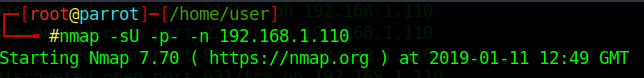 [root@parrot]─[/home/user]
#nmap -sU -p- -n 192.168.1.110
Starting Nmap 7.70 ( https://nmap.org ) at 2019-01-11 12:49 GMT